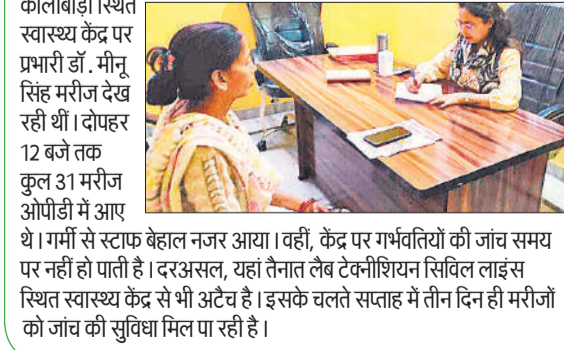 कालीबाड़ी स्थित
स्वास्थ्य केंद्र पर
प्रभारी डॉ. मीनू
सिंह मरीज देख
रही थीं। दोपहर
12 बजे तक
कुल 31 मरीज
ओपीडी में आए
थे। गर्मी से स्टाफ बेहाल नजर आया। वहीं, केंद्र पर गर्भवतियों की जांच समय
पर नहीं हो पाती है। दरअसल, यहां तैनात लैब टेक्नीशियन सिविल लाइंस
स्थित स्वास्थ्य केंद्र से भी अटैच है। इसके चलते सप्ताह में तीन दिन ही मरीजों
को जांच की सुविधा मिल पा रही है।